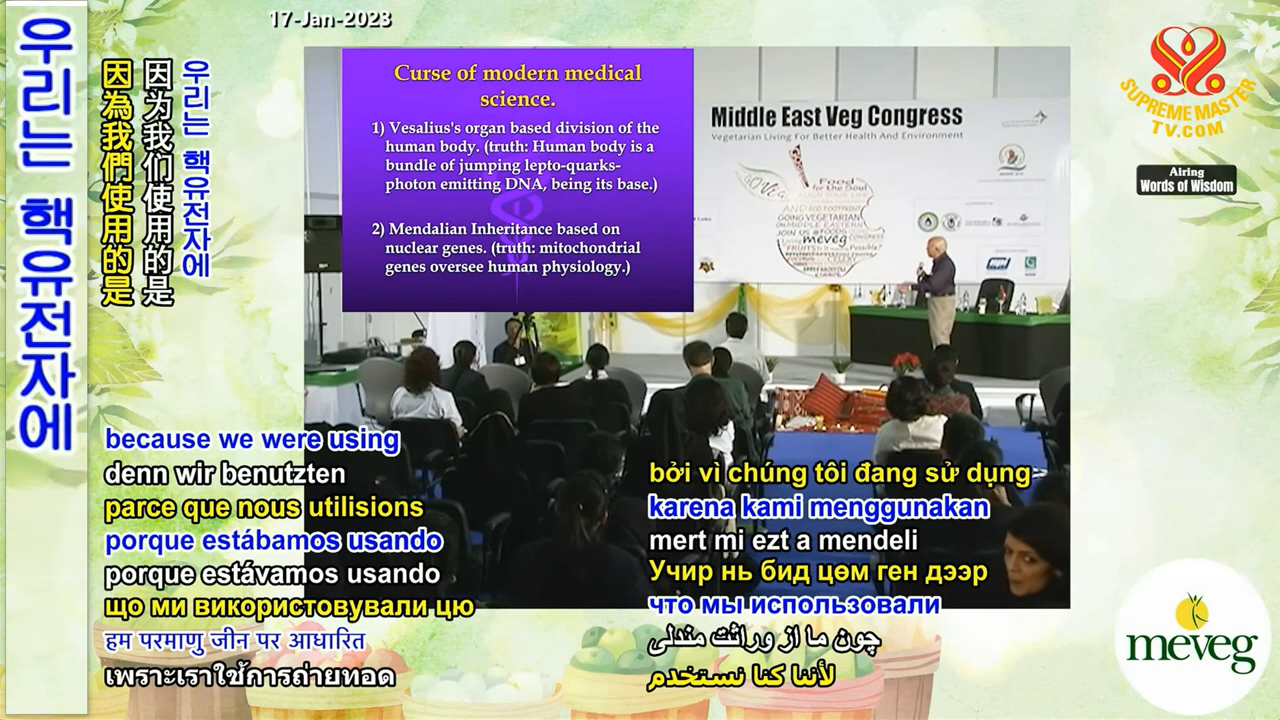 17-Jan-2023
우리는 핵유전자에
因為我們使用的是
因为我们使用的是
우리는 핵유전자에
Curse of modern medical
science.
1) Vesalius's organ based division of the
human body. (truth: Human body is a
bundle of jumping lepto-quarks-
photon emitting DNA, being its base.)
2) Mendalian Inheritance based on
nuclear genes. (truth: mitochondrial
genes oversee human physiology.)
Middle East Veg Congress
Vegetarian Living For Better Health And Environment
Food
for the Soul
GOING VEGETARIAN
meveg
SUPREME MASTER
TV.COM
Airing
Words of Wisdom
because we were using
denn wir benutzten
parce que nous utilisions
porque estábamos usando
porque estávamos usando
що ми використовували цю
हम परमाणु जीन पर आधारित
เพราะเราใช้การถ่ายทอด
bởi vì chúng tôi đang sử dụng
karena kami menggunakan
mert mi ezt a mendeli
Учир нь бид цөм ген дээр
что мы использовали
چون ما از وراثت مندلی
لأننا كنا نستخدم
meveg